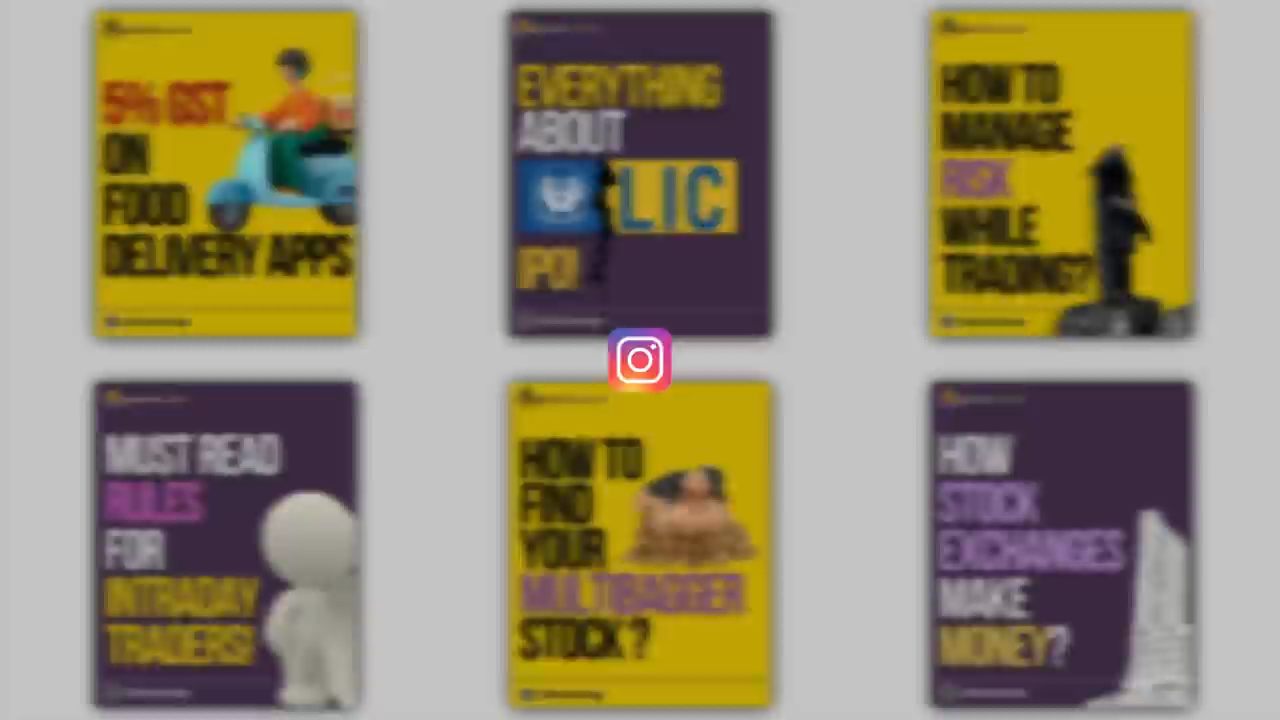 5% GST
ON
FOOD
DELIVERY APPS
EVERYTHING
ABOUT
LIC
IPO!
HOW TO
MANAGE
RISK
WHILE
TRADING?
MUST READ
RULES
FOR
INTRADAY
TRADERS!
HOW TO
FIND
YOUR
MULTIBAGGER
STOCK ?
HOW
STOCK
EXCHANGES
MAKE
MONEY?